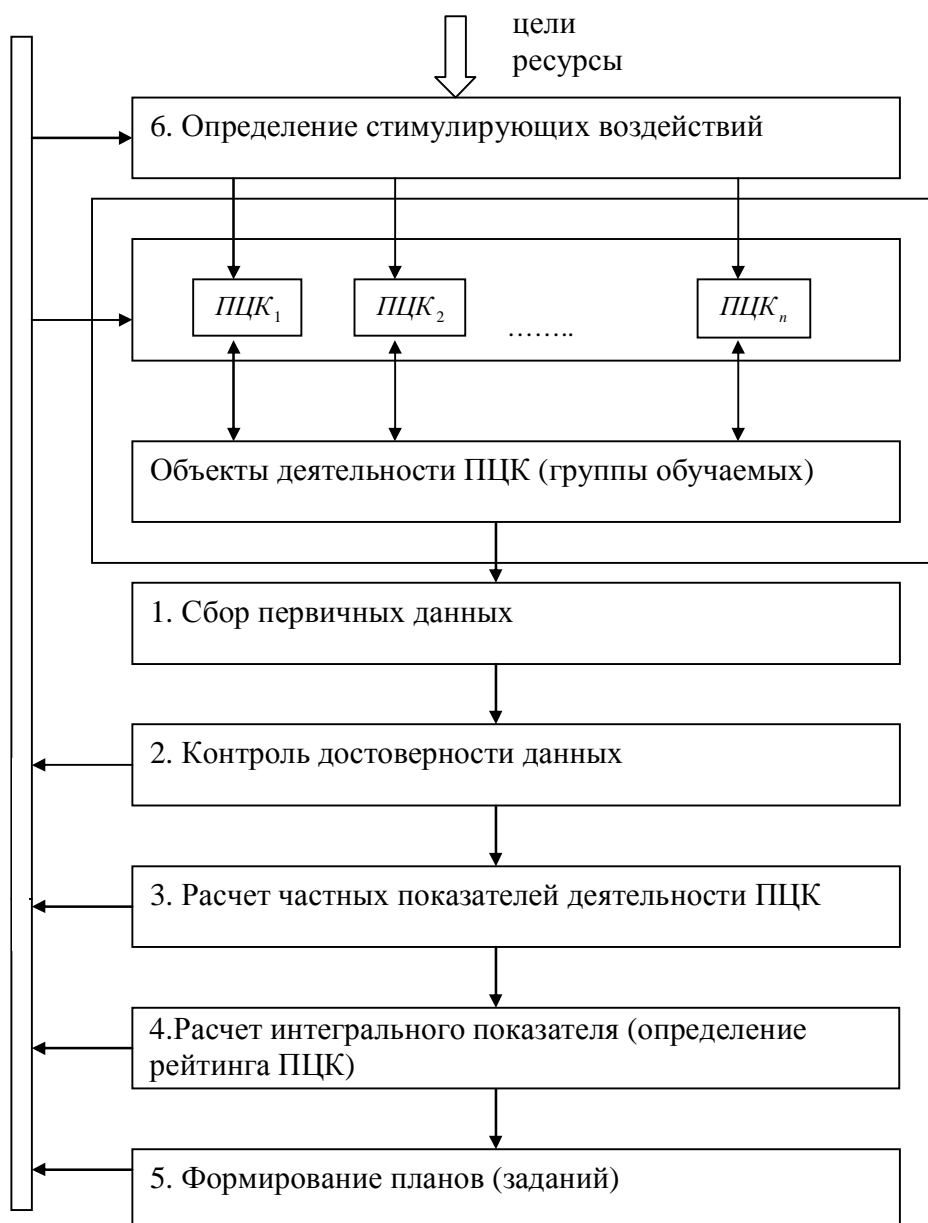 цели
ресурсы
6. Определение стимулирующих воздействий
ПЦК₁ ПЦК₂ …….. ПЦКₙ
Объекты деятельности ПЦК (группы обучаемых)
1. Сбор первичных данных
2. Контроль достоверности данных
3. Расчет частных показателей деятельности ПЦК
4.Расчет интегрального показателя (определение
рейтинга ПЦК)
5. Формирование планов (заданий)